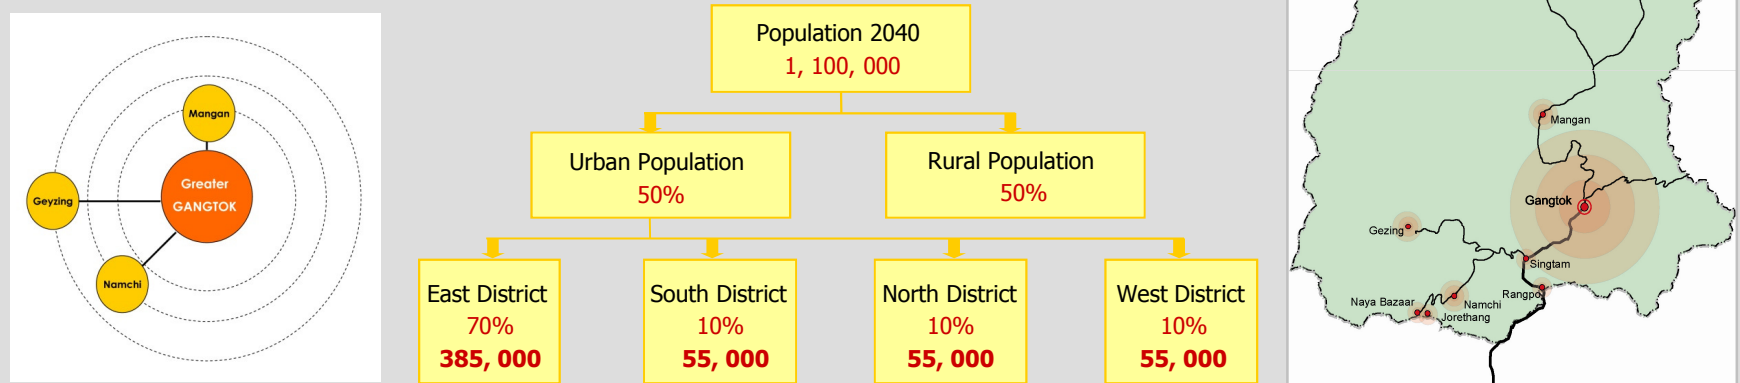 Mangan
Greater
GANGTOK
Geyzing
Namchi
Population 2040
1, 100, 000
Urban Population
50%
Rural Population
50%
East District
70%
385, 000
South District
10%
55, 000
North District
10%
55, 000
West District
10%
55, 000
Mangan
Gangtok
Gezing
Singtam
Rangpo
Naya Bazaar
Namchi
Jorethang